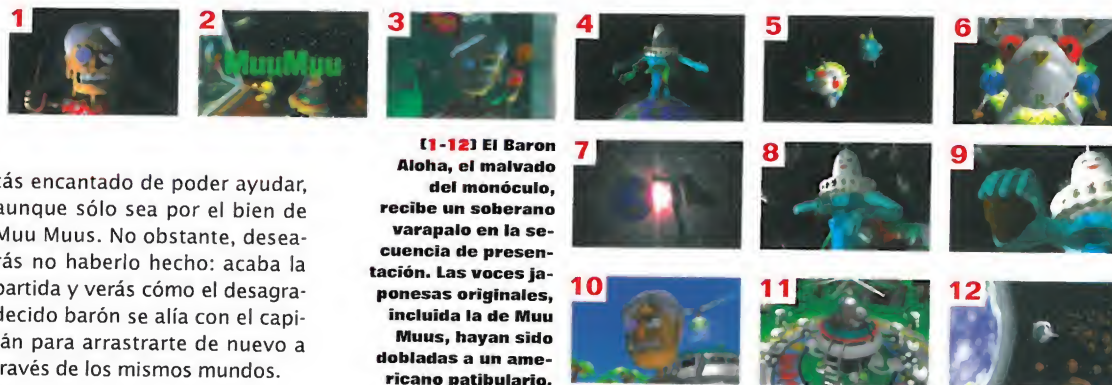 1
2
3
4
5
6
MuuMuu
[1-12] El Baron
Aloha, el malvado
del monóculo,
recibe un soberano
varapalo en la se-
cuencia de presen-
tación. Las voces ja-
ponesas originales,
incluida la de Muu
Muus, hayan sido
dobladas a un ame-
ricano patibulario.
tás encantado de poder ayudar,
aunque sólo sea por el bien de
Muu Muus. No obstante, desea-
rás no haberlo hecho: acaba la
partida y verás cómo el desagra-
decido barón se alía con el capi-
tán para arrastrarte de nuevo a
través de los mismos mundos.
7
8
9
10
11
12